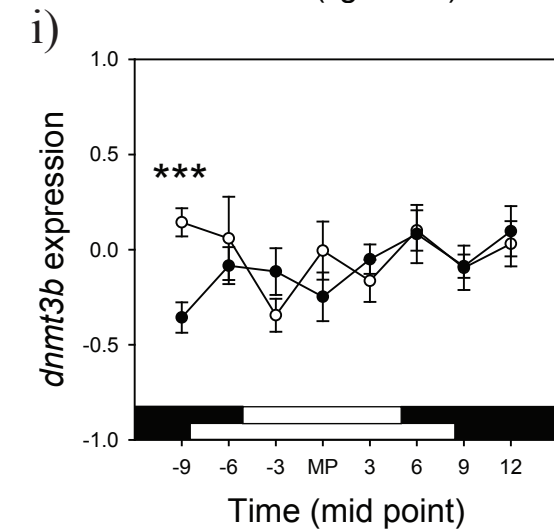 i)
1.0
0.5
***
0.0
-0.5
-1.0
dnmt3b expression
-9 -6 -3 MP 3 6 9 12
Time (mid point)